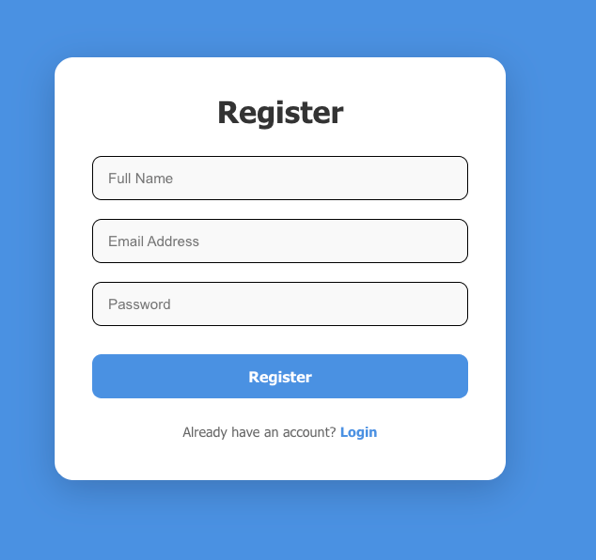 Register
Full Name
Email Address
Password
Register
Already have an account? Login